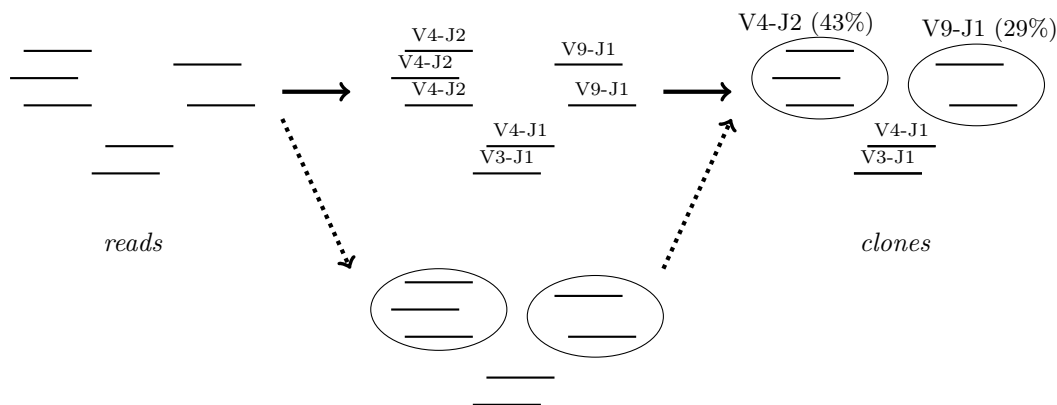 V4-J2
V4-J2
V4-J2
V9-J1
V9-J1
V4-J1
V3-J1
V4-J2 (43%)
V9-J1 (29%)
V4-J1
V3-J1
reads
clones